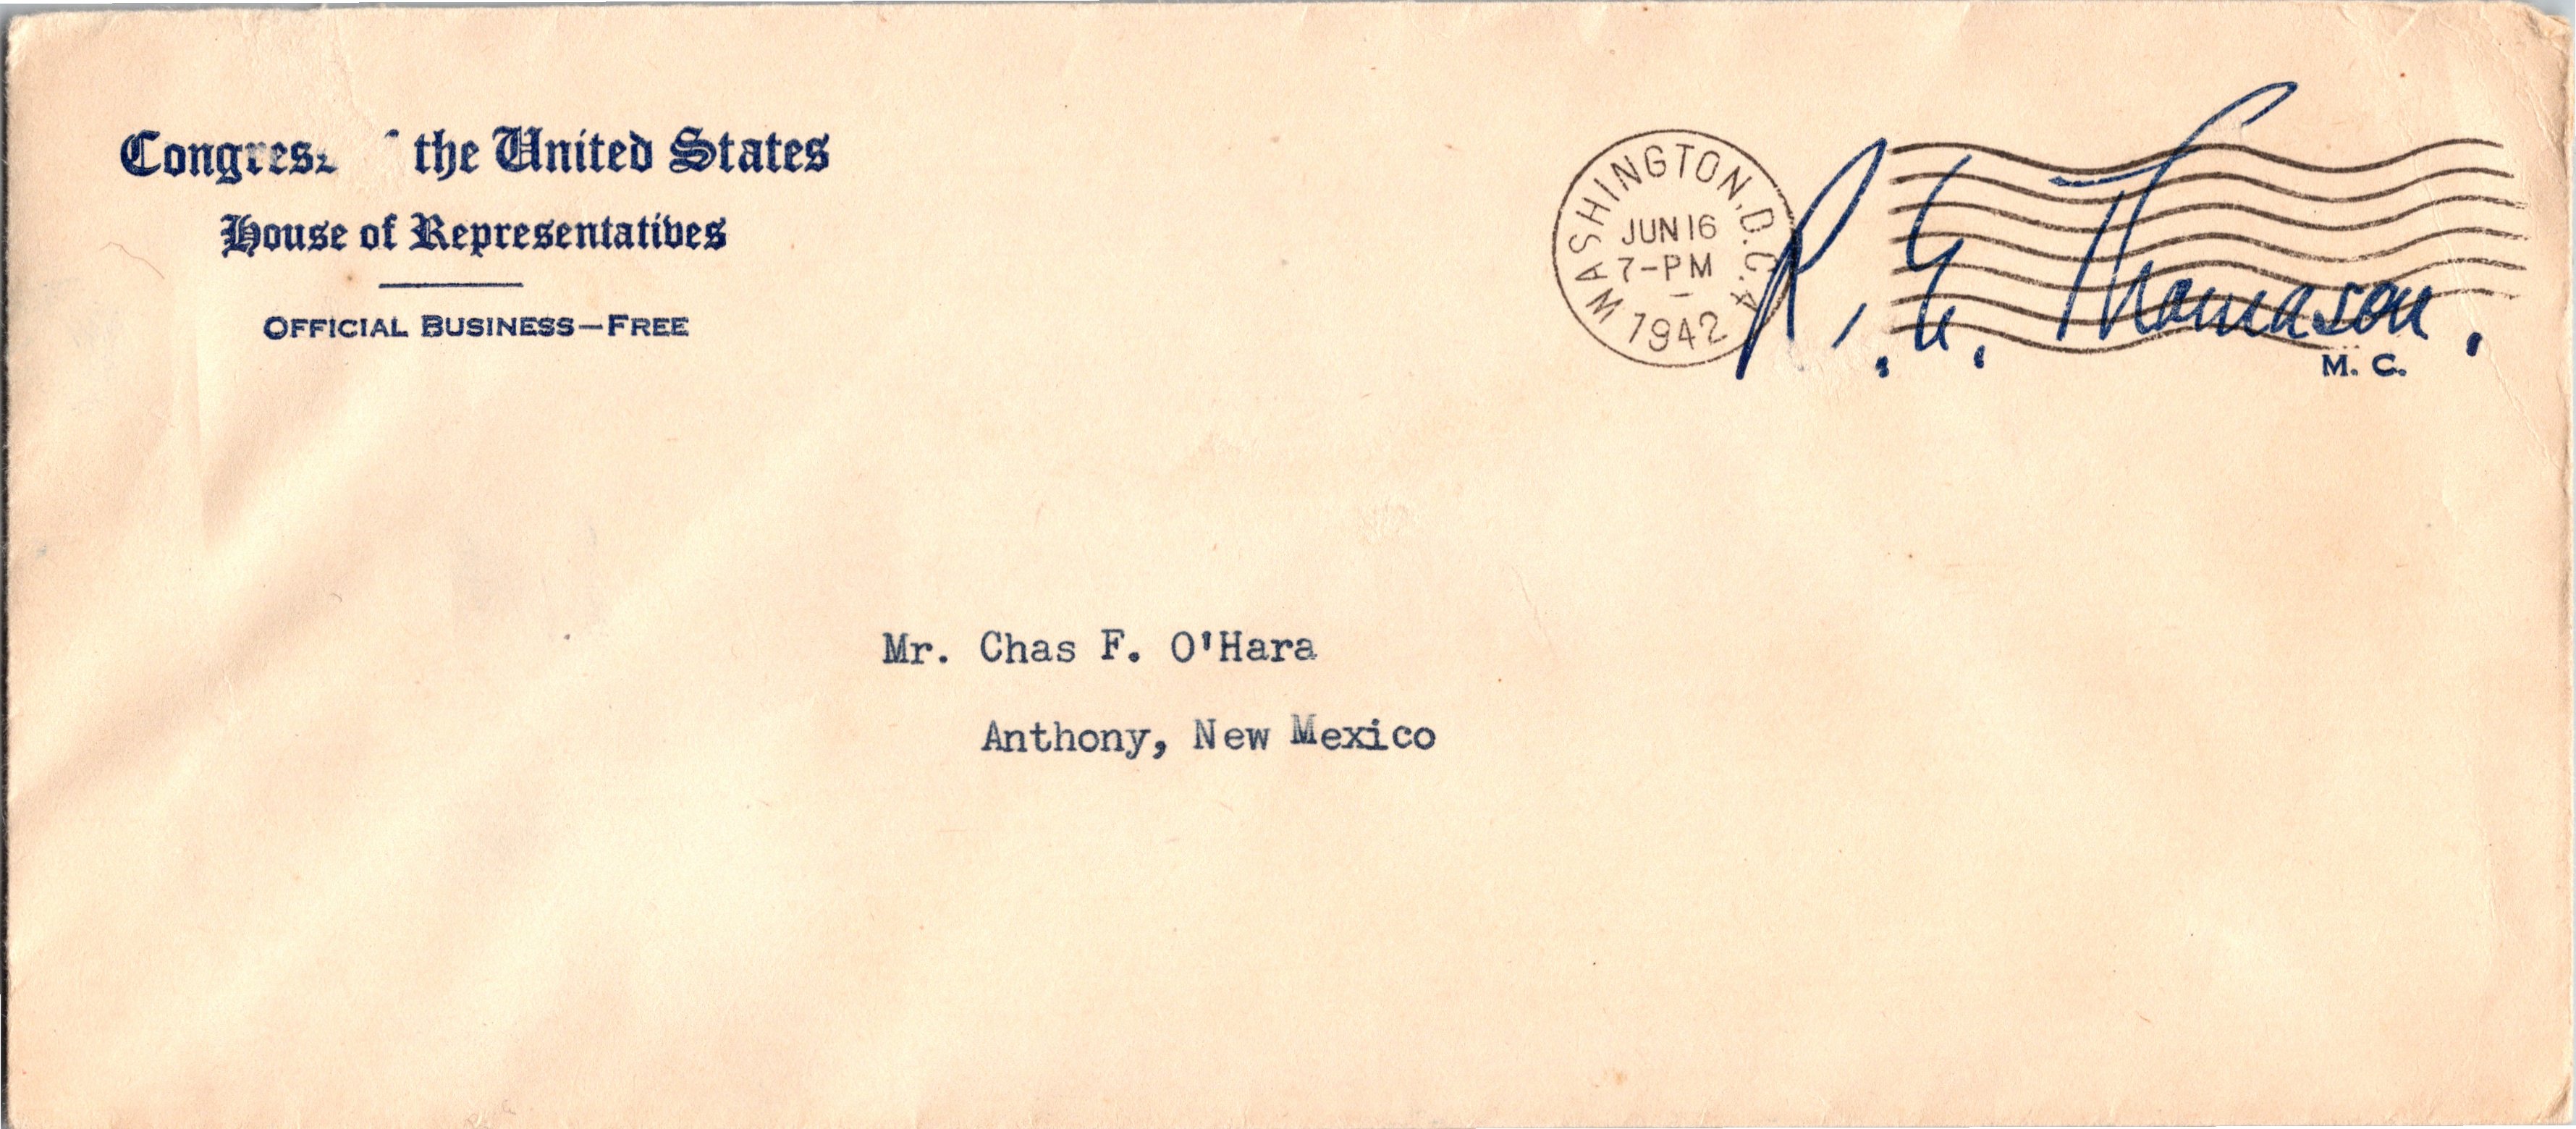 Congress the United States
House of Representatives
OFFICIAL BUSINESS—FREE
WASHINGTON, D.C. 4
JUN 16
7-PM
1942
R. E. Thomason.
M. C.
Mr. Chas F. O'Hara
Anthony, New Mexico